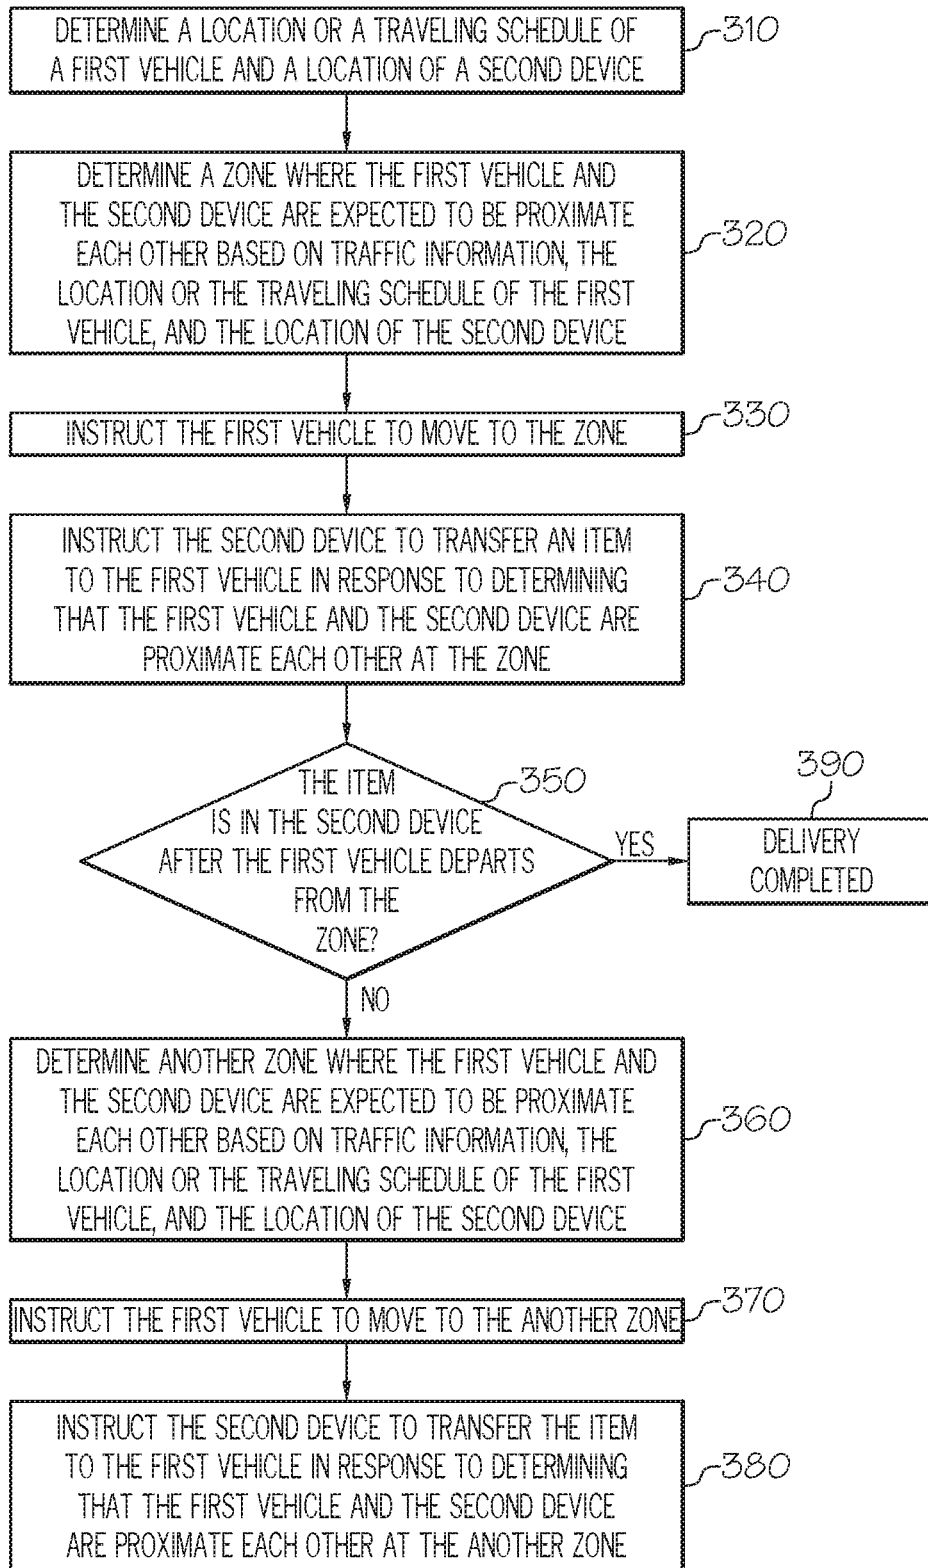 DETERMINE A LOCATION OR A TRAVELING SCHEDULE OF
A FIRST VEHICLE AND A LOCATION OF A SECOND DEVICE
310
DETERMINE A ZONE WHERE THE FIRST VEHICLE AND
THE SECOND DEVICE ARE EXPECTED TO BE PROXIMATE
EACH OTHER BASED ON TRAFFIC INFORMATION, THE
LOCATION OR THE TRAVELING SCHEDULE OF THE FIRST
VEHICLE, AND THE LOCATION OF THE SECOND DEVICE
320
INSTRUCT THE FIRST VEHICLE TO MOVE TO THE ZONE
330
INSTRUCT THE SECOND DEVICE TO TRANSFER AN ITEM
TO THE FIRST VEHICLE IN RESPONSE TO DETERMINING
THAT THE FIRST VEHICLE AND THE SECOND DEVICE ARE
PROXIMATE EACH OTHER AT THE ZONE
340
THE ITEM
IS IN THE SECOND DEVICE
AFTER THE FIRST VEHICLE DEPARTS
FROM THE
ZONE?
350
YES
390
DELIVERY
COMPLETED
NO
DETERMINE ANOTHER ZONE WHERE THE FIRST VEHICLE AND
THE SECOND DEVICE ARE EXPECTED TO BE PROXIMATE
EACH OTHER BASED ON TRAFFIC INFORMATION, THE
LOCATION OR THE TRAVELING SCHEDULE OF THE FIRST
VEHICLE, AND THE LOCATION OF THE SECOND DEVICE
360
INSTRUCT THE FIRST VEHICLE TO MOVE TO THE ANOTHER ZONE
370
INSTRUCT THE SECOND DEVICE TO TRANSFER THE ITEM
TO THE FIRST VEHICLE IN RESPONSE TO DETERMINING
THAT THE FIRST VEHICLE AND THE SECOND DEVICE
ARE PROXIMATE EACH OTHER AT THE ANOTHER ZONE
380